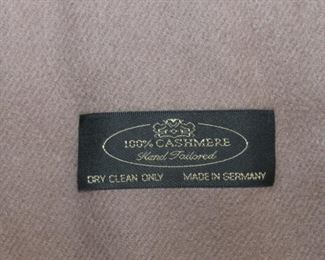 100% CASHMERE
Hand Tailored
DRY CLEAN ONLY MADE IN GERMANY